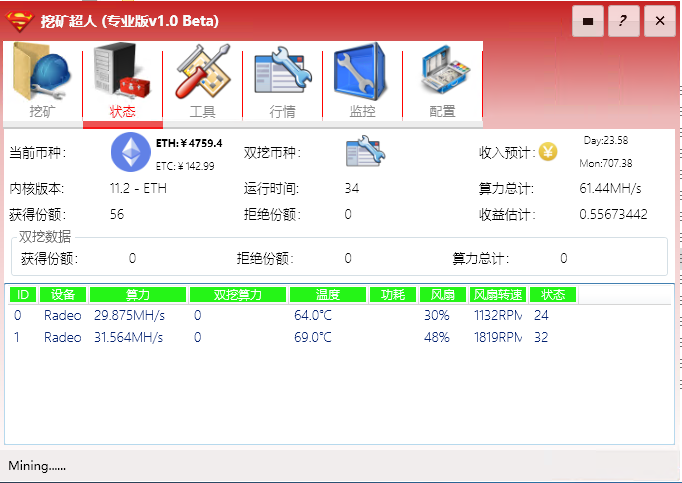 挖矿超人 (专业版v1.0 Beta)
挖矿 状态 工具 行情 监控 配置
当前币种: ETH:¥4759.4 ETC:¥142.99 双挖币种: 收入预计: Day:23.58 Mon:707.38
内核版本: 11.2 - ETH 运行时间: 34 算力总计: 61.44MH/s
获得份额: 56 拒绝份额: 0 收益估计: 0.55673442
双挖数据
获得份额: 0 拒绝份额: 0 算力总计: 0
ID 设备 算力 双挖算力 温度 功耗 风扇 风扇转速 状态
0 Radeo 29.875MH/s 0 64.0℃ 30% 1132RPM 24
1 Radeo 31.564MH/s 0 69.0℃ 48% 1819RPM 32
Mining......